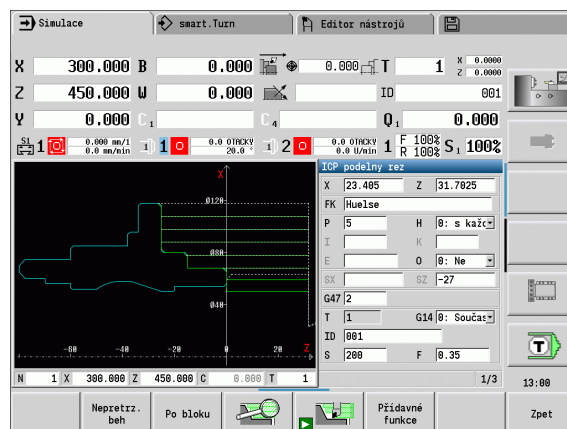 Simulace smart.Turn Editor nástrojů
X 300.000 B 0.000 0.000 T 1 X 0.0000 Z 0.0000
Z 450.000 U 0.000 ID 001
Y 0.000 C1 C4 Q1 0.000
S1 1 0.000 mm/1 0.0 mm/min 1 0.0 OTACKY 20.0 ° 2 0.0 OTACKY 0.0 U/min 1 F 100% R 100% S1 100%
ICP podelny rez
X 23.405 Z 31.7025
FK Huelse
P 5 H 0: s každ
I K
E O 0: Ne
SX SZ -27
G47 2
T 1 G14 0: Součas
ID 001
S 200 F 0.35
1/3
X
Ø120
Ø80
Ø40
-60 -40 -20 0 20 Z
N 1 X 300.000 Z 450.000 C 0.000 T 1
T
13:00
Nepretrz. beh
Po bloku
Přídavné funkce
Zpet